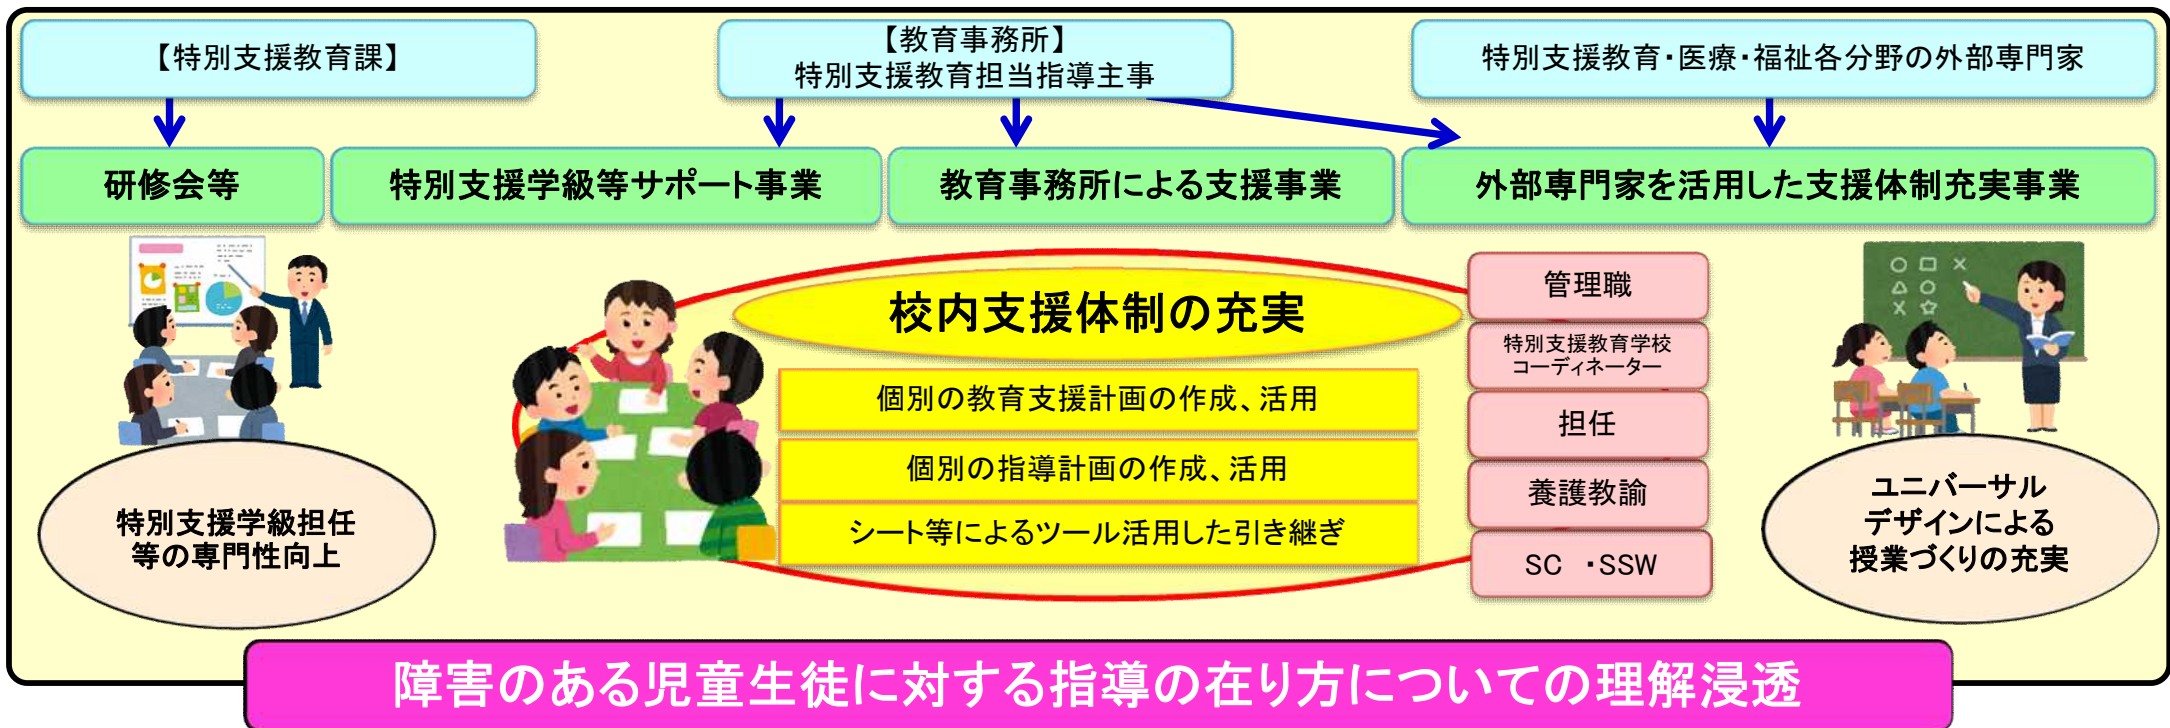 【特別支援教育課】
【教育事務所】
特別支援教育担当指導主事
特別支援教育・医療・福祉各分野の外部専門家
研修会等
特別支援学級等サポート事業
教育事務所による支援事業
外部専門家を活用した支援体制充実事業
校内支援体制の充実
個別の教育支援計画の作成、活用
個別の指導計画の作成、活用
シート等によるツール活用した引き継ぎ
管理職
特別支援教育学校
コーディネーター
担任
養護教諭
SC ・SSW
特別支援学級担任
等の専門性向上
ユニバーサル
デザインによる
授業づくりの充実
障害のある児童生徒に対する指導の在り方についての理解浸透